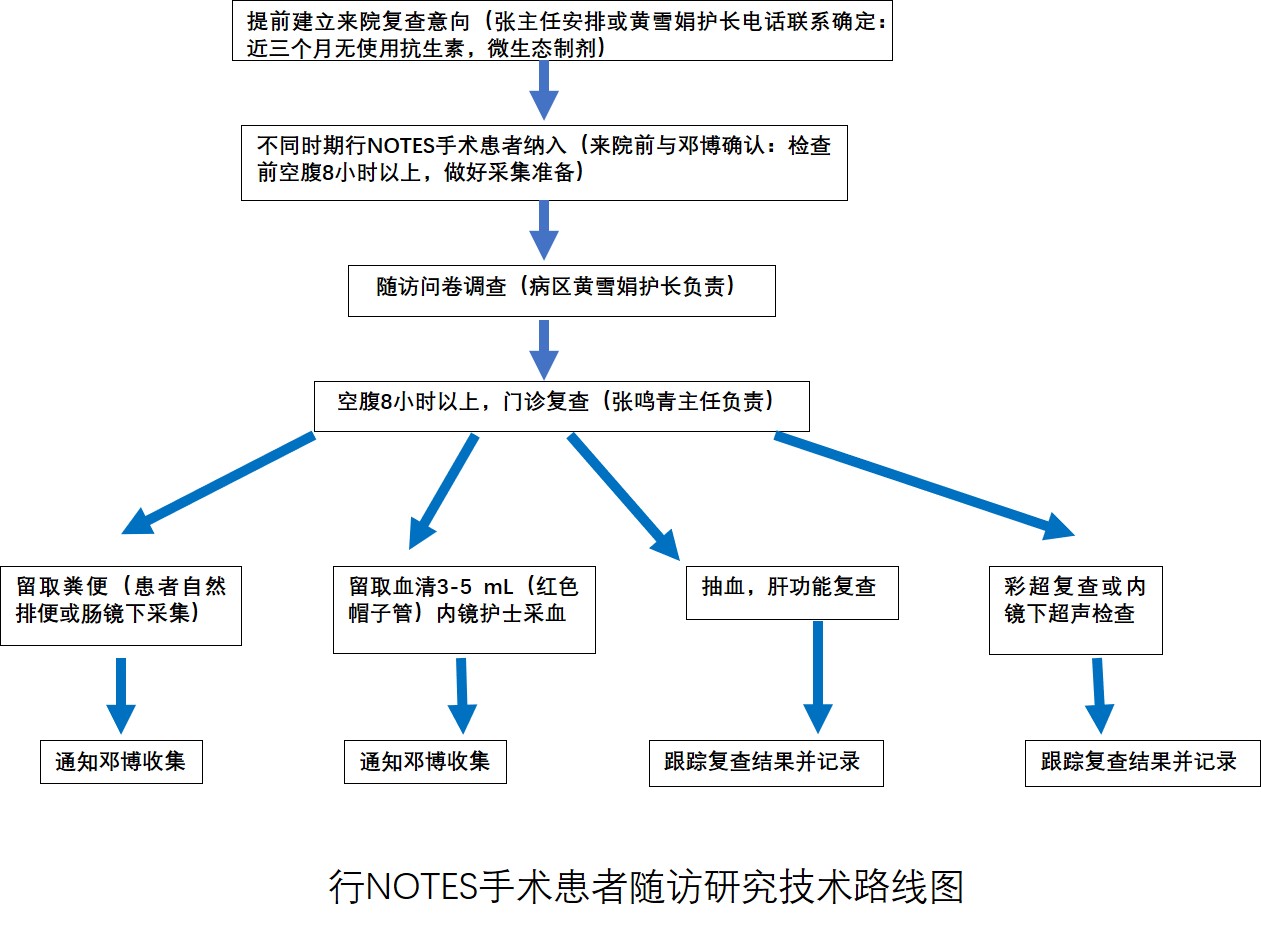 提前建立来院复查意向（张主任安排或黄雪娟护长电话联系确定：
近三个月无使用抗生素，微生态制剂）
不同时期行NOTES手术患者纳入（来院前与邓博确认：检查
前空腹8小时以上，做好采集准备）
随访问卷调查（病区黄雪娟护长负责）
空腹8小时以上，门诊复查（张鸣青主任负责）
留取粪便（患者自然
排便或肠镜下采集）
留取血清3-5 mL（红色
帽子管）内镜护士采血
抽血，肝功能复查
彩超复查或内
镜下超声检查
通知邓博收集
通知邓博收集
跟踪复查结果并记录
跟踪复查结果并记录
行NOTES手术患者随访研究技术路线图